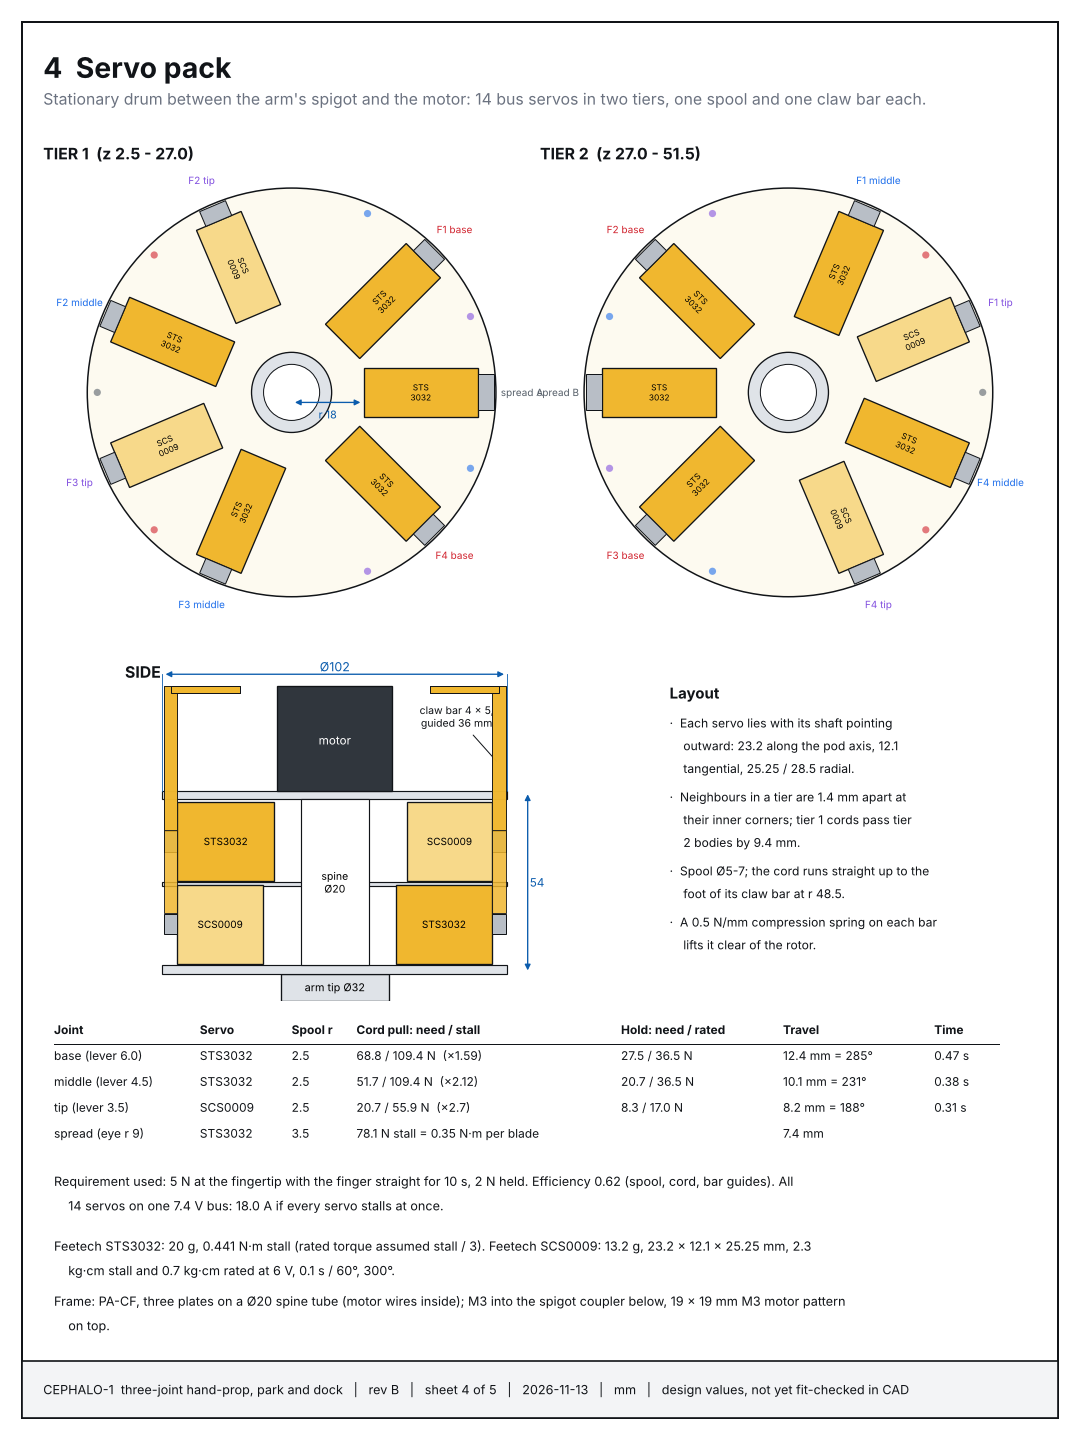 4 Servo pack
Stationary drum between the arm's spigot and the motor: 14 bus servos in two tiers, one spool and one claw bar each.
TIER 1 (z 2.5 - 27.0)
TIER 2 (z 27.0 - 51.5)
F2 tip
F1 base
F2 middle
SCS
0009
STS
3032
STS
3032
STS
3032
spread A
r 18
SCS
0009
STS
3032
STS
3032
F3 tip
F4 base
F3 middle
F1 middle
F2 base
F1 tip
STS
3032
STS
3032
SCS
0009
spread B
STS
3032
STS
3032
STS
3032
SCS
0009
F4 middle
F3 base
F4 tip
SIDE
Ø102
claw bar 4 × 5,
guided 36 mm
motor
STS3032
SCS0009
spine
Ø20
54
SCS0009
STS3032
arm tip Ø32
Layout
· Each servo lies with its shaft pointing
outward: 23.2 along the pod axis, 12.1
tangential, 25.25 / 28.5 radial.
· Neighbours in a tier are 1.4 mm apart at
their inner corners; tier 1 cords pass tier
2 bodies by 9.4 mm.
· Spool Ø5-7; the cord runs straight up to the
foot of its claw bar at r 48.5.
· A 0.5 N/mm compression spring on each bar
lifts it clear of the rotor.
Joint Servo Spool r Cord pull: need / stall Hold: need / rated Travel Time
base (lever 6.0) STS3032 2.5 68.8 / 109.4 N (×1.59) 27.5 / 36.5 N 12.4 mm = 285° 0.47 s
middle (lever 4.5) STS3032 2.5 51.7 / 109.4 N (×2.12) 20.7 / 36.5 N 10.1 mm = 231° 0.38 s
tip (lever 3.5) SCS0009 2.5 20.7 / 55.9 N (×2.7) 8.3 / 17.0 N 8.2 mm = 188° 0.31 s
spread (eye r 9) STS3032 3.5 78.1 N stall = 0.35 N·m per blade 7.4 mm
Requirement used: 5 N at the fingertip with the finger straight for 10 s, 2 N held. Efficiency 0.62 (spool, cord, bar guides). All
14 servos on one 7.4 V bus: 18.0 A if every servo stalls at once.
Feetech STS3032: 20 g, 0.441 N·m stall (rated torque assumed stall / 3). Feetech SCS0009: 13.2 g, 23.2 × 12.1 × 25.25 mm, 2.3
kg·cm stall and 0.7 kg·cm rated at 6 V, 0.1 s / 60°, 300°.
Frame: PA-CF, three plates on a Ø20 spine tube (motor wires inside); M3 into the spigot coupler below, 19 × 19 mm M3 motor pattern
on top.
CEPHALO-1 three-joint hand-prop, park and dock | rev B | sheet 4 of 5 | 2026-11-13 | mm | design values, not yet fit-checked in CAD